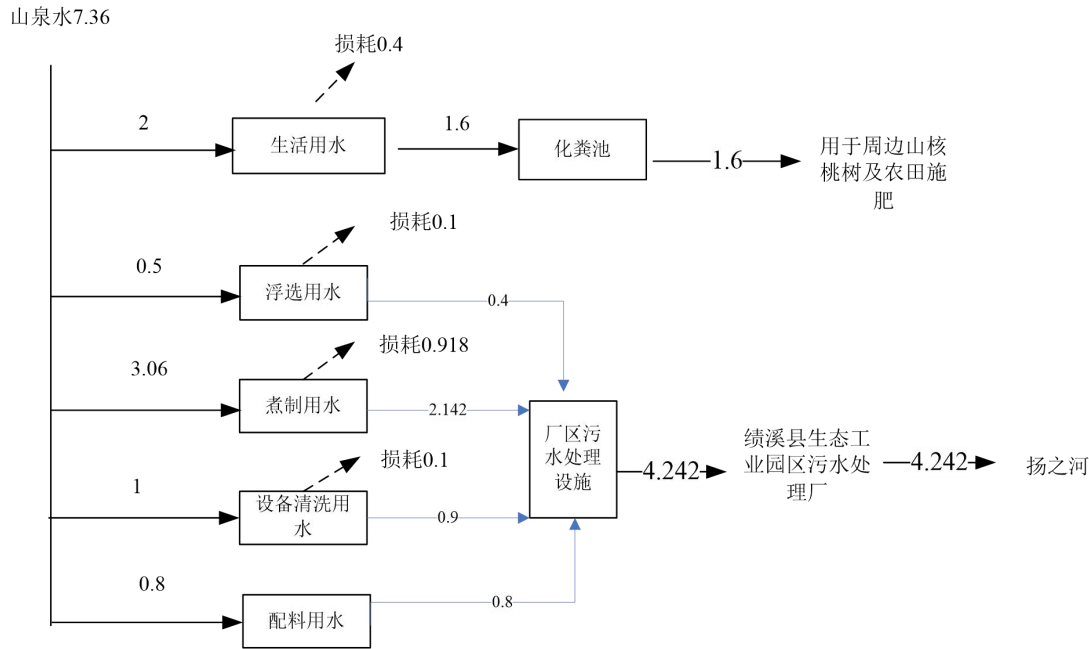 山泉水7.36
损耗0.4
2
生活用水
1.6
化粪池
1.6
用于周边山核
桃树及农田施
肥
损耗0.1
0.5
浮选用水
0.4
损耗0.918
3.06
煮制用水
2.142
厂区污
水处理
设施
4.242
绩溪县生态工
业园区污水处
理厂
4.242
扬之河
损耗0.1
1
设备清洗用
水
0.9
0.8
配料用水
0.8